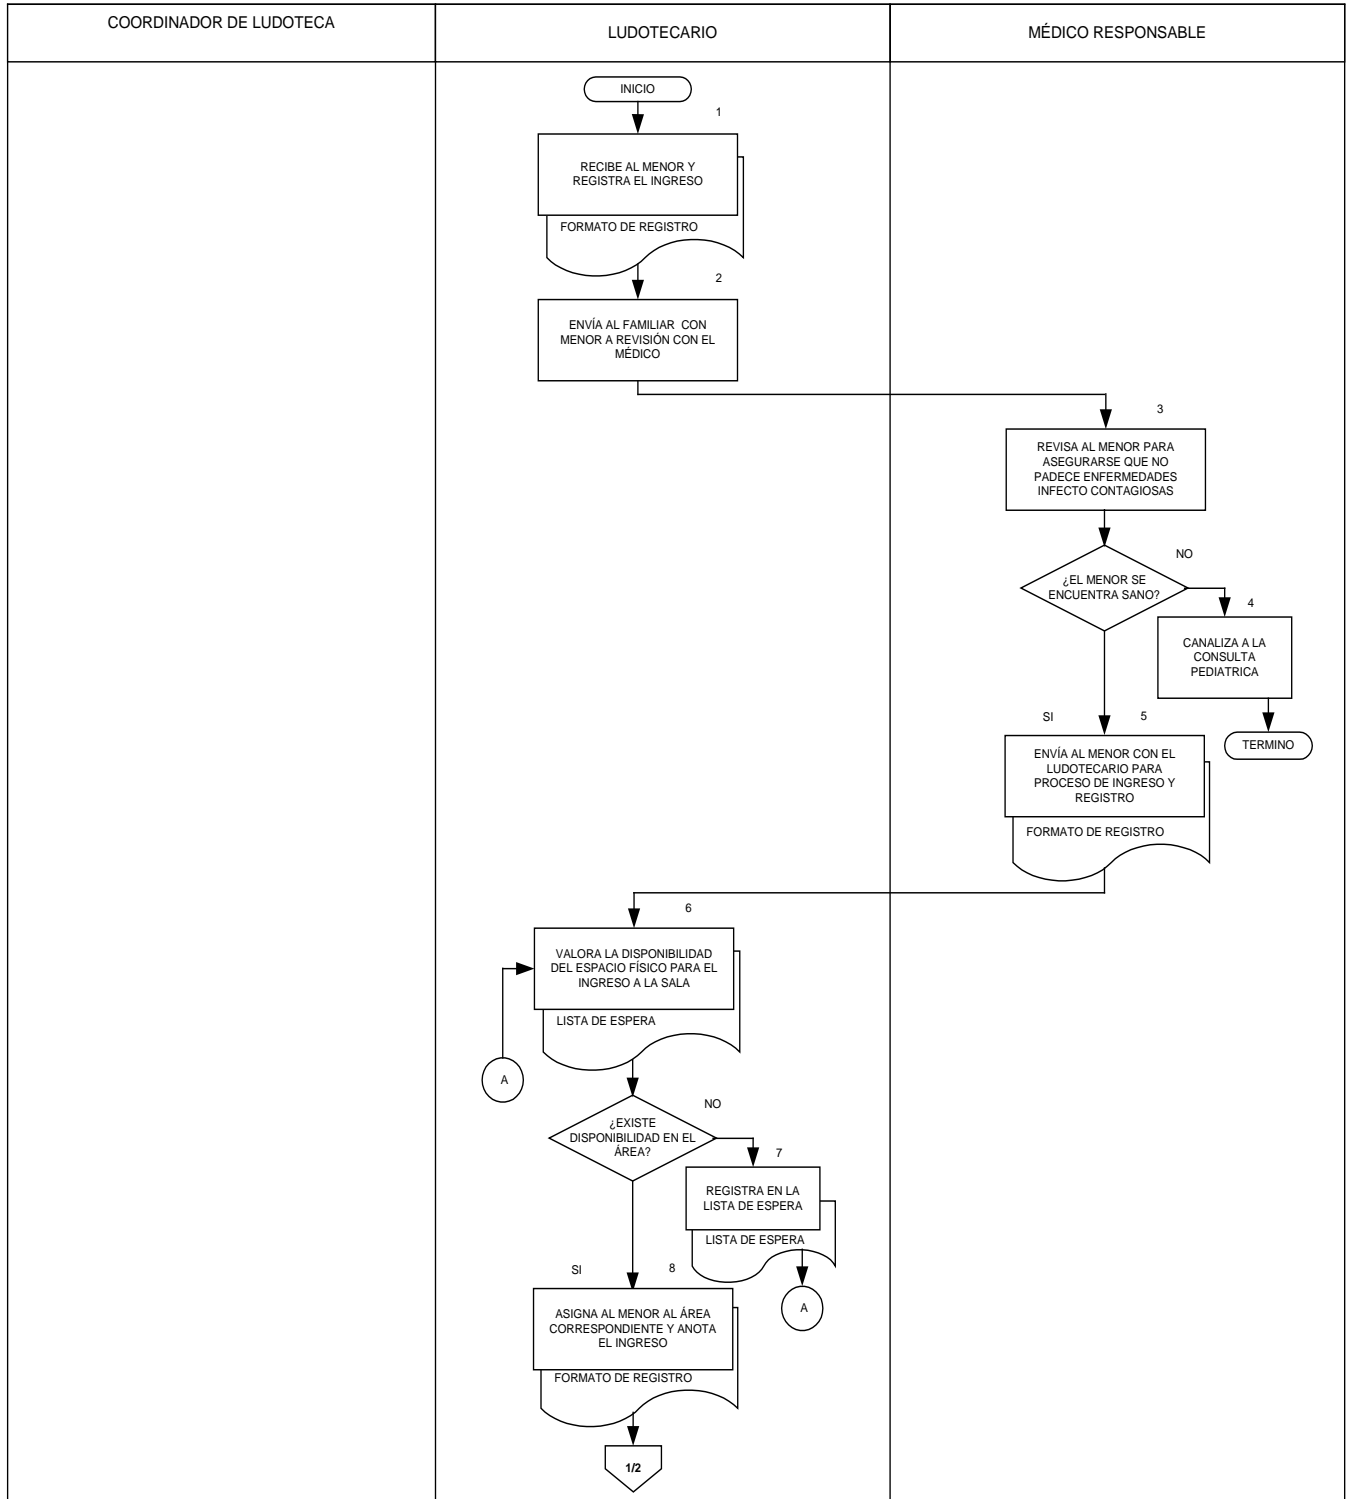 COORDINADOR DE LUDOTECA
LUDOTECARIO
MÉDICO RESPONSABLE
INICIO
1
RECIBE AL MENOR Y
REGISTRA EL INGRESO
FORMATO DE REGISTRO
2
ENVÍA AL FAMILIAR CON
MENOR A REVISIÓN CON EL
MÉDICO
3
REVISA AL MENOR PARA
ASEGURARSE QUE NO
PADECE ENFERMEDADES
INFECTO CONTAGIOSAS
NO
¿EL MENOR SE
ENCUENTRA SANO?
4
CANALIZA A LA
CONSULTA
PEDIATRICA
TERMINO
SI
5
ENVÍA AL MENOR CON EL
LUDOTECARIO PARA
PROCESO DE INGRESO Y
REGISTRO
FORMATO DE REGISTRO
6
VALORA LA DISPONIBILIDAD
DEL ESPACIO FÍSICO PARA EL
INGRESO A LA SALA
LISTA DE ESPERA
A
NO
¿EXISTE
DISPONIBILIDAD EN EL
ÁREA?
7
REGISTRA EN LA
LISTA DE ESPERA
LISTA DE ESPERA
A
SI
8
ASIGNA AL MENOR AL ÁREA
CORRESPONDIENTE Y ANOTA
EL INGRESO
FORMATO DE REGISTRO
1/2